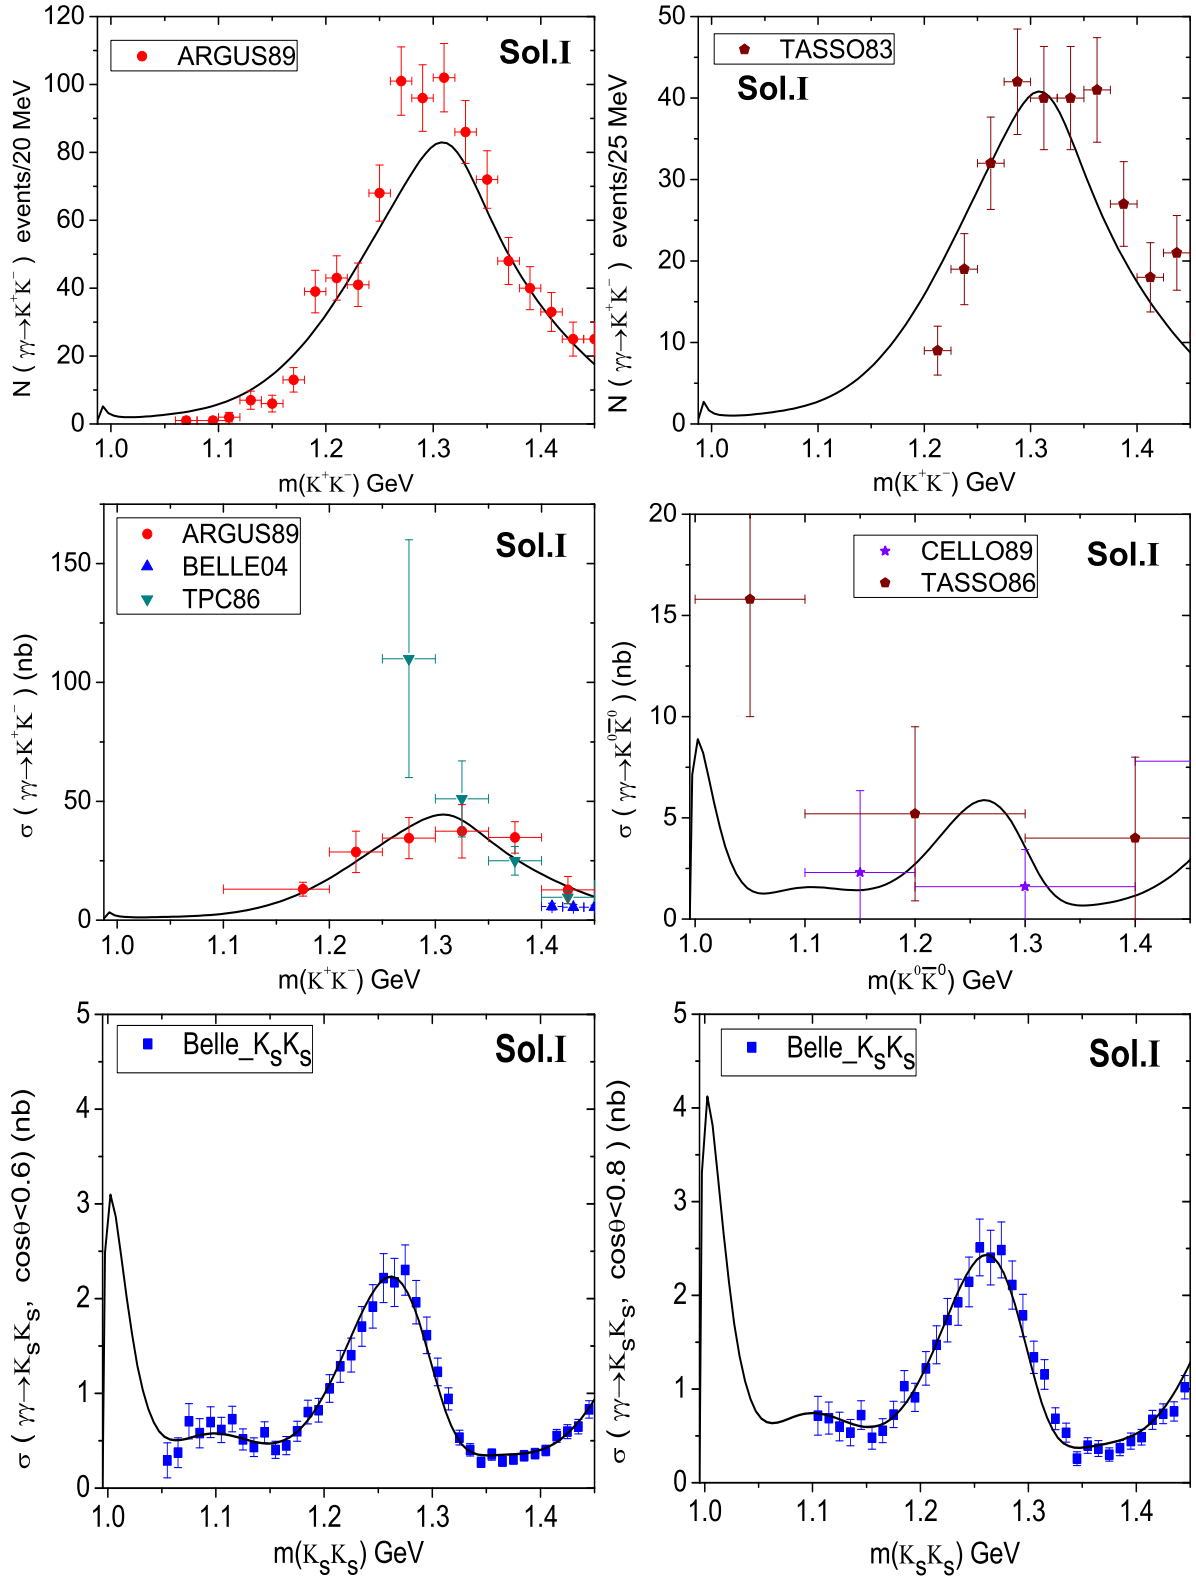 ARGUS89
Sol.I
N ( γγ→K⁺K⁻ ) events/20 MeV
120
100
80
60
40
20
0
1.0 1.1 1.2 1.3 1.4
m(K⁺K⁻) GeV
TASSO83
Sol.I
N ( γγ→K⁺K⁻ ) events/25 MeV
50
40
30
20
10
0
1.0 1.1 1.2 1.3 1.4
m(K⁺K⁻) GeV
ARGUS89
BELLE04
TPC86
Sol.I
σ ( γγ→K⁺K⁻ ) (nb)
150
100
50
0
1.0 1.1 1.2 1.3 1.4
m(K⁺K⁻) GeV
CELLO89
TASSO86
Sol.I
σ ( γγ→K⁰K̅⁰ ) (nb)
20
15
10
5
0
1.0 1.1 1.2 1.3 1.4
m(K⁰K̅⁰) GeV
Belle_KₛKₛ
Sol.I
σ ( γγ→KₛKₛ, cosθ<0.6) (nb)
5
4
3
2
1
0
1.0 1.1 1.2 1.3 1.4
m(KₛKₛ) GeV
Belle_KₛKₛ
Sol.I
σ ( γγ→KₛKₛ, cosθ<0.8 ) (nb)
5
4
3
2
1
0
1.0 1.1 1.2 1.3 1.4
m(KₛKₛ) GeV